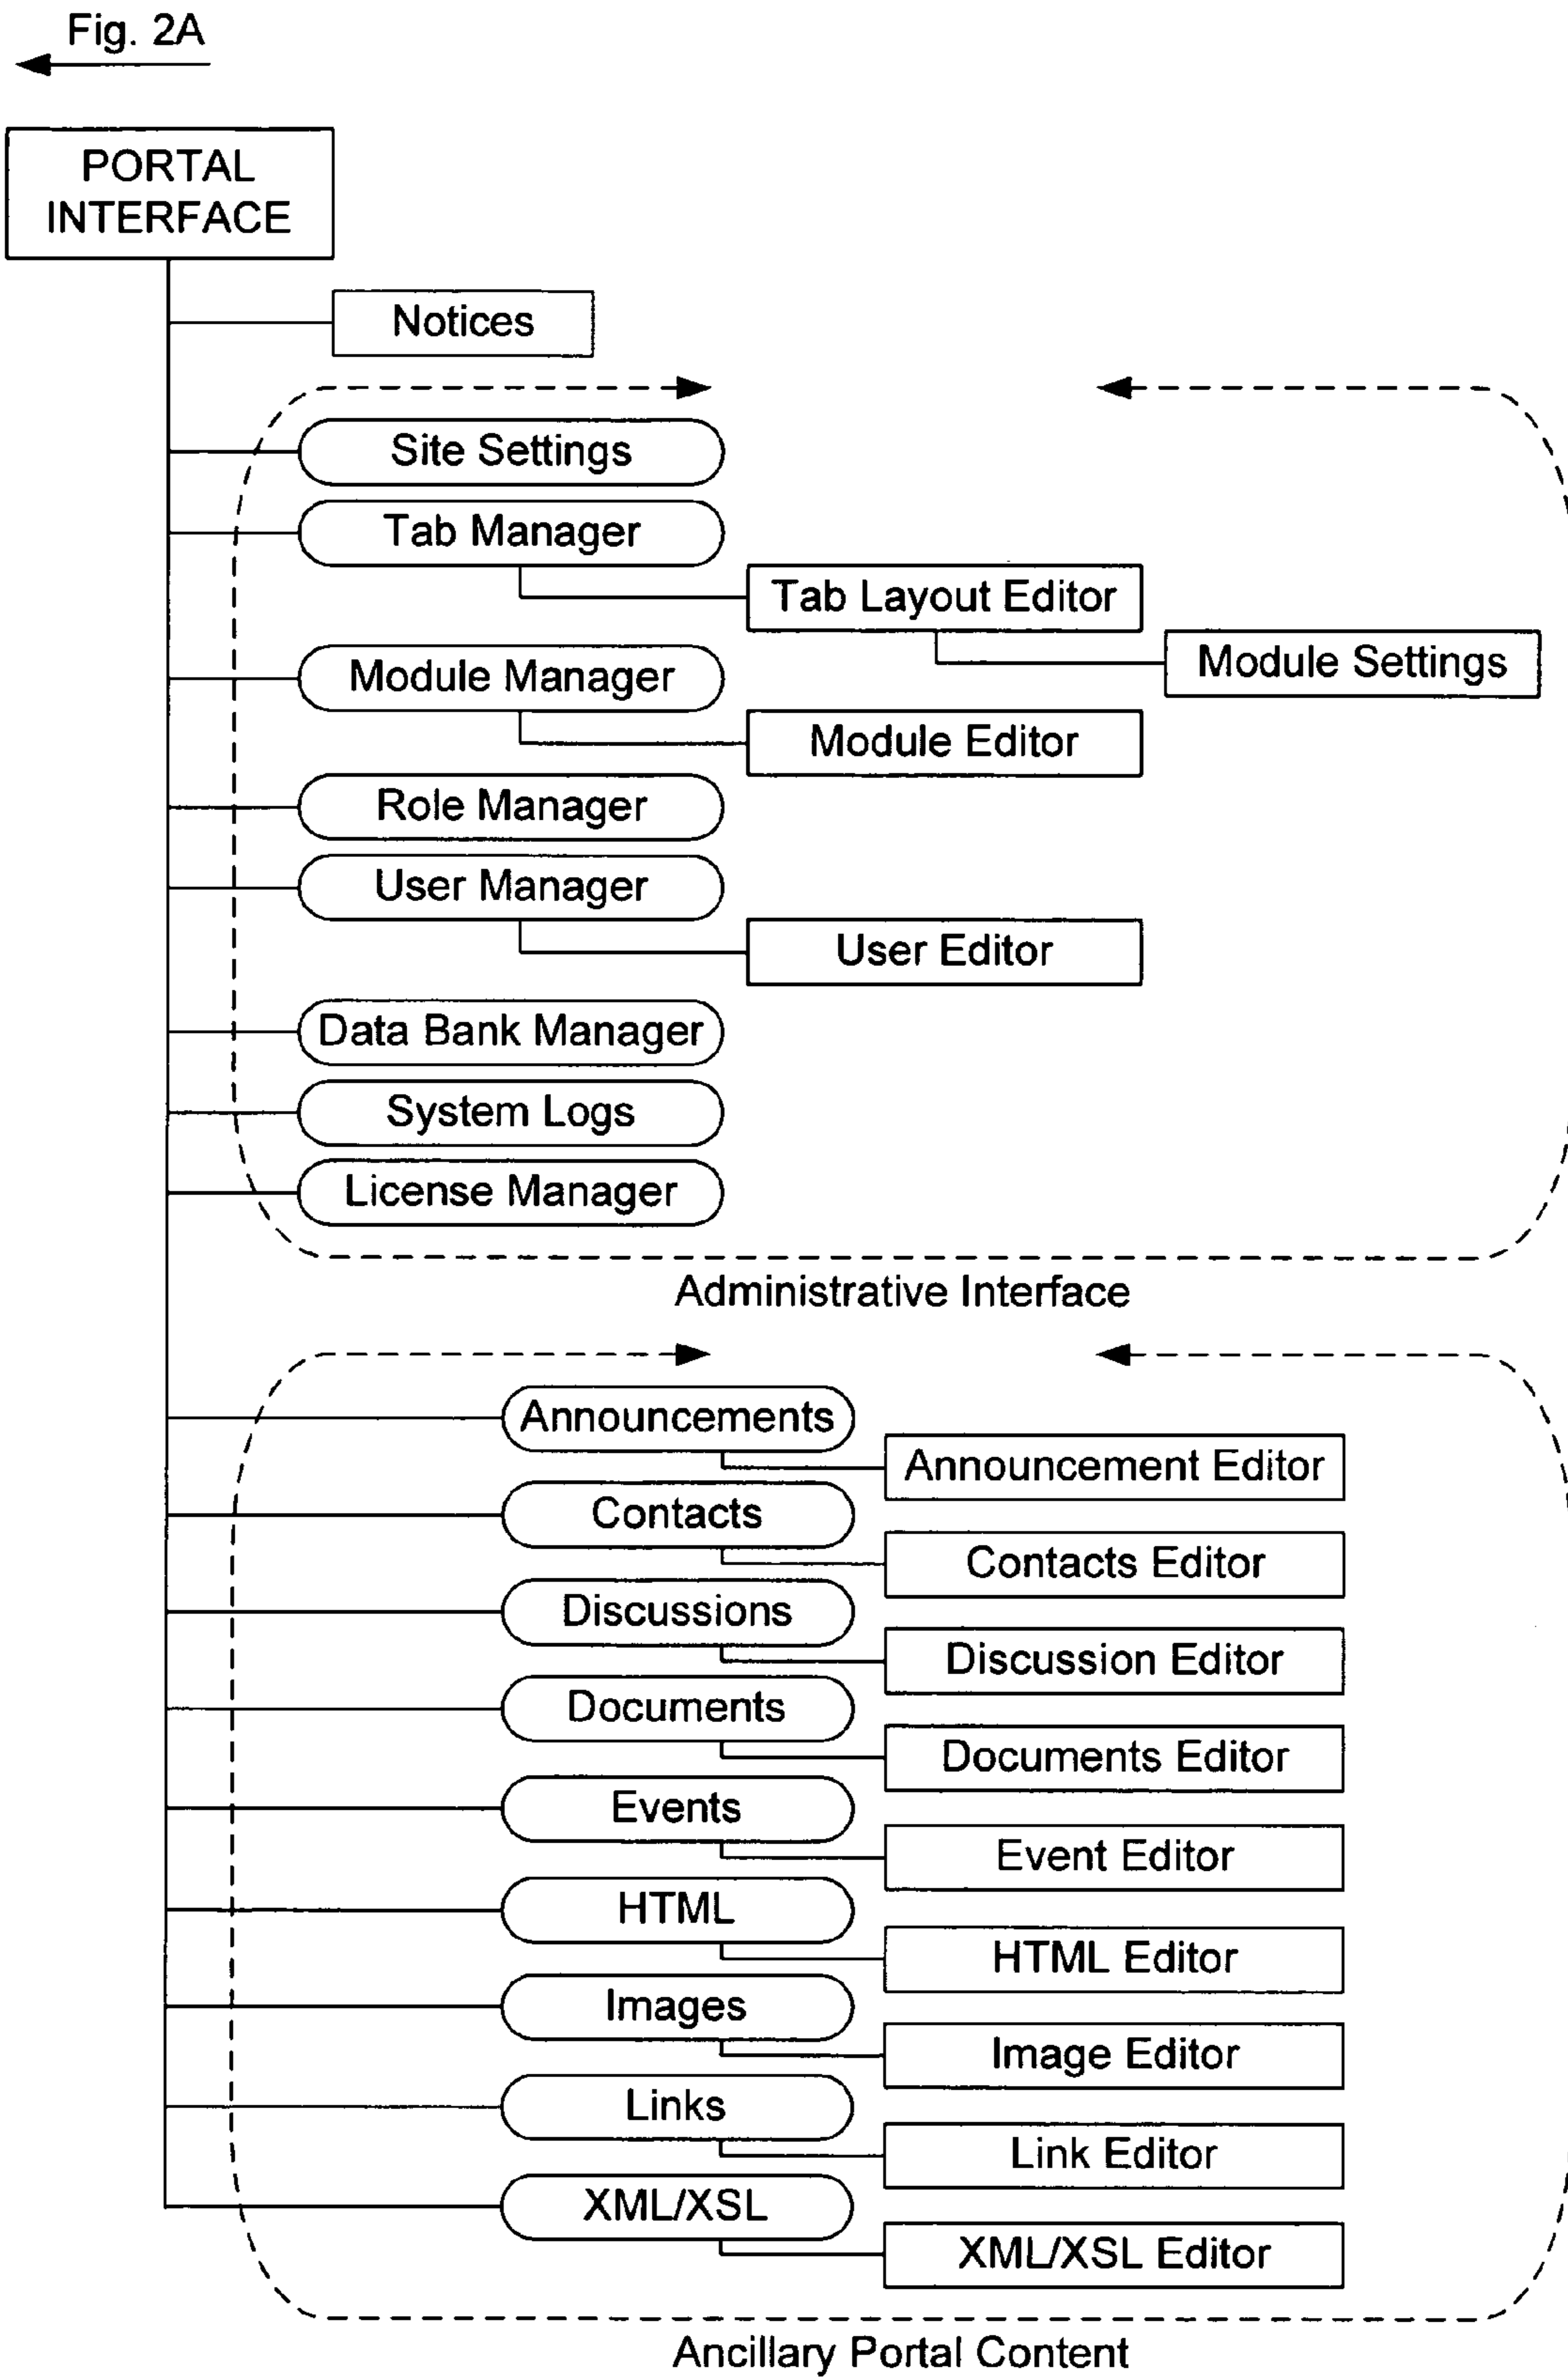 Fig. 2A
PORTAL
INTERFACE
Notices
Site Settings
Tab Manager
Tab Layout Editor
Module Settings
Module Manager
Module Editor
Role Manager
User Manager
User Editor
Data Bank Manager
System Logs
License Manager
Administrative Interface
Announcements
Announcement Editor
Contacts
Contacts Editor
Discussions
Discussion Editor
Documents
Documents Editor
Events
Event Editor
HTML
HTML Editor
Images
Image Editor
Links
Link Editor
XML/XSL
XML/XSL Editor
Ancillary Portal Content